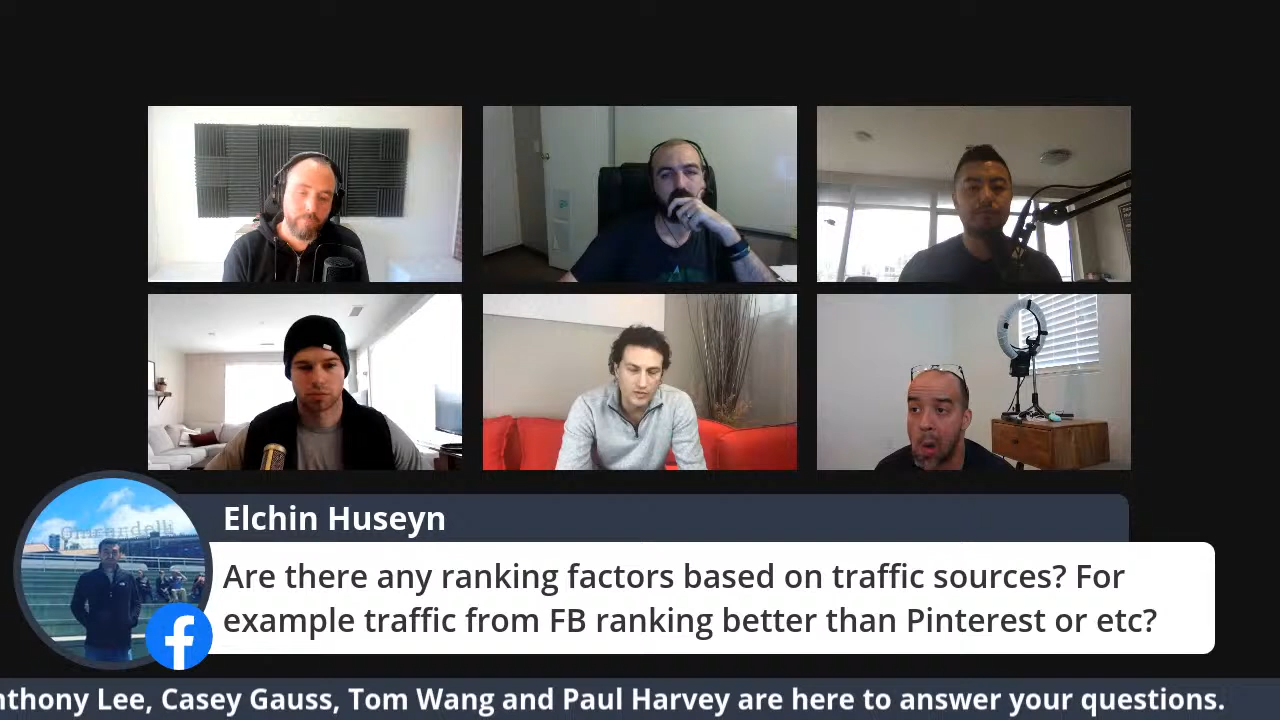 Elchin Huseyn
Are there any ranking factors based on traffic sources? For
example traffic from FB ranking better than Pinterest or etc?
nthony Lee, Casey Gauss, Tom Wang and Paul Harvey are here to answer your questions.